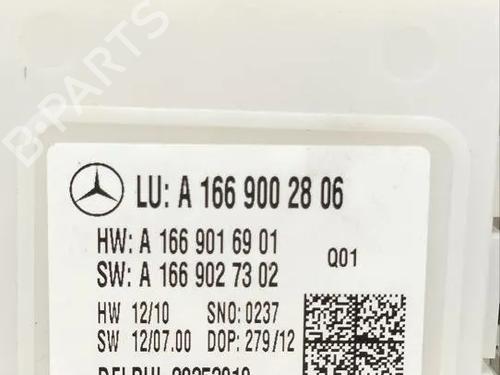 B-PARTS
LU: A 166 900 28 06
HW: A 166 901 69 01
SW: A 166 902 73 02
Q01
HW 12/10 SNO: 0237
SW 12/07.00 DOP: 279/12